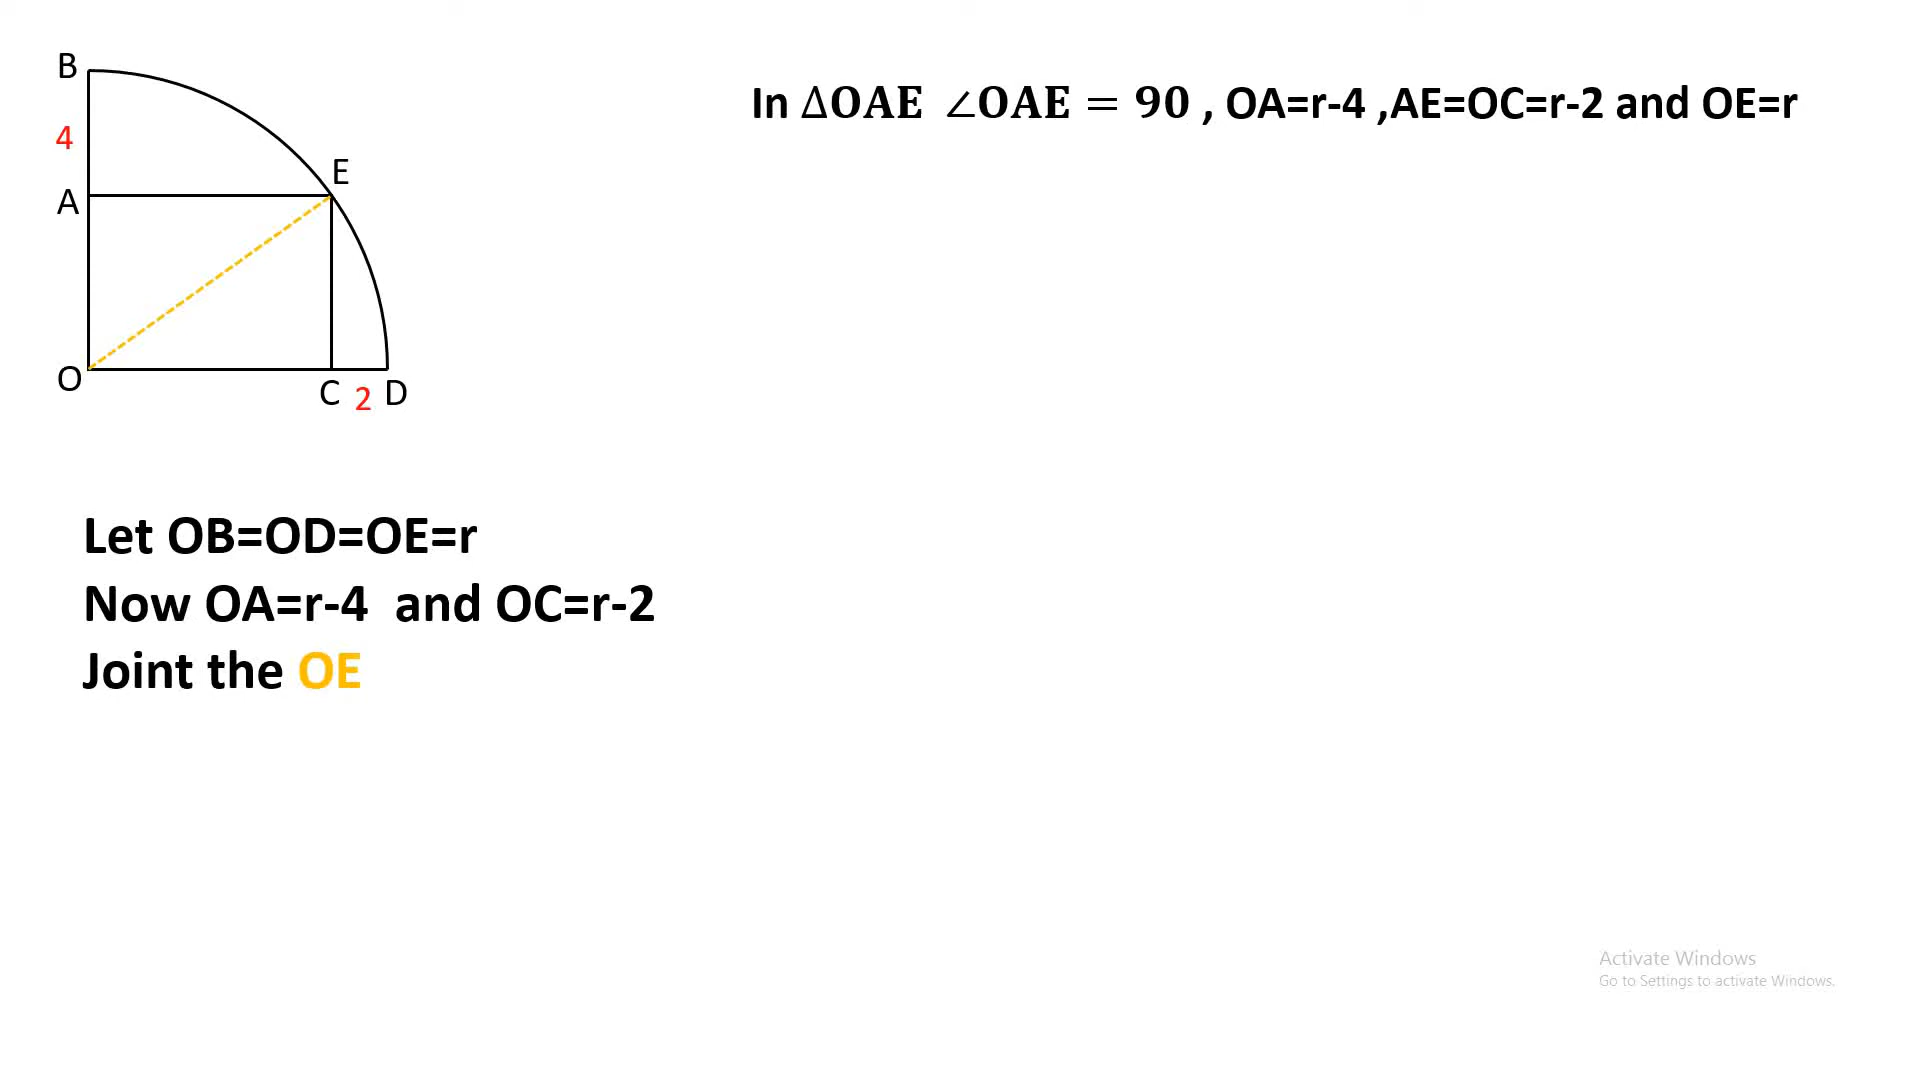 B
4
A
E
O
C 2 D
In ∆OAE ∠OAE = 90 , OA=r-4 ,AE=OC=r-2 and OE=r
Let OB=OD=OE=r
Now OA=r-4 and OC=r-2
Joint the OE
Activate Windows
Go to Settings to activate Windows.